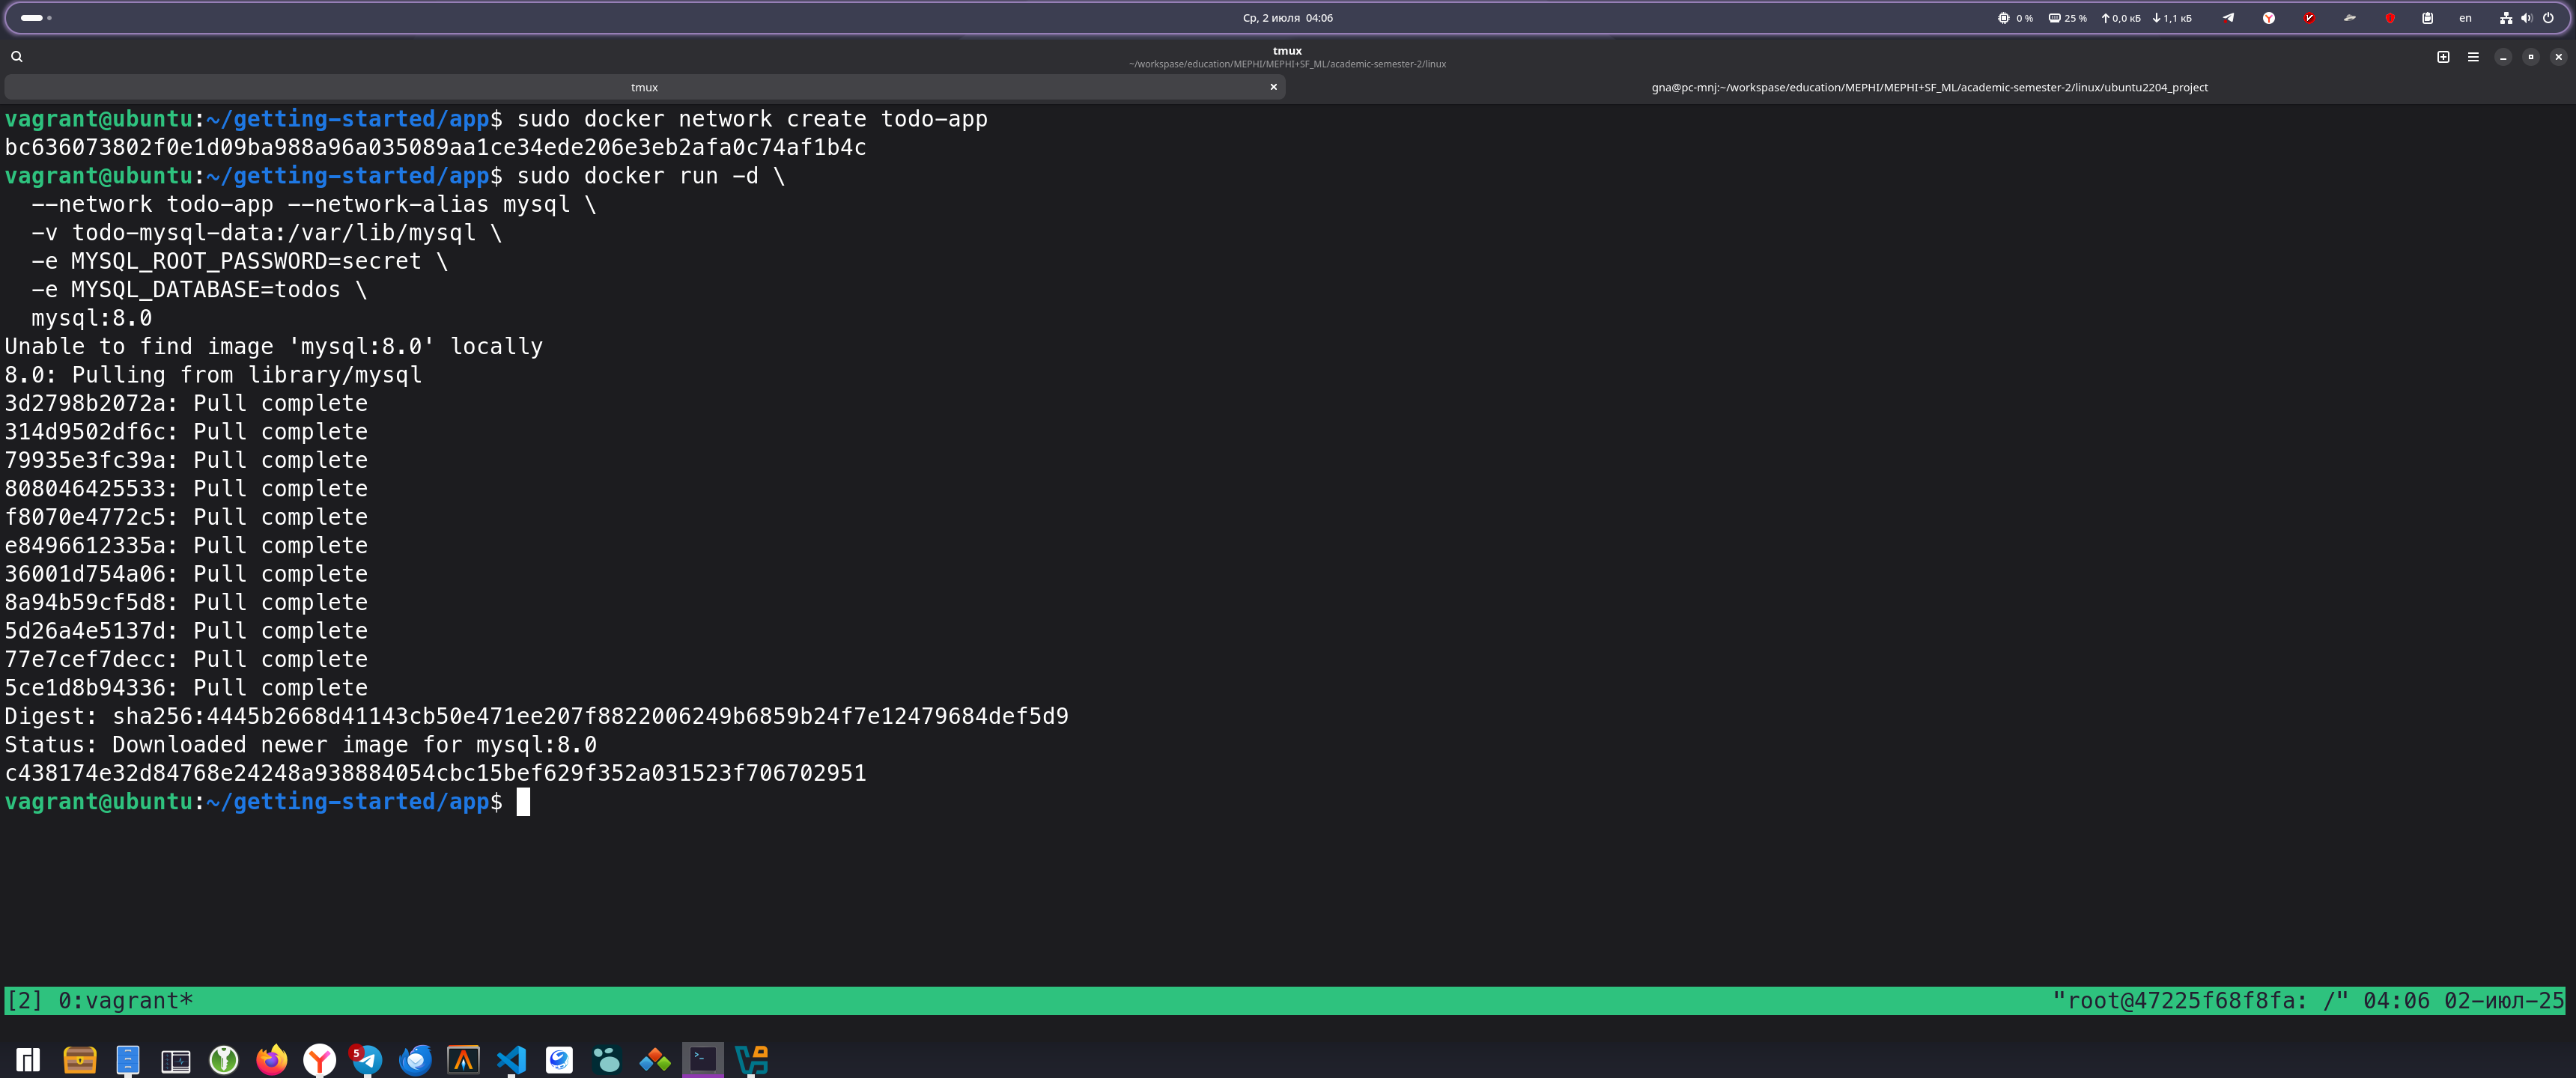 Ср, 2 июля 04:06
0 %
25 %
0,0 кБ
1,1 кБ
en
tmux
~/workspase/education/MEPHI/MEPHI+SF_ML/academic-semester-2/linux
tmux
gna@pc-mnj:~/workspase/education/MEPHI/MEPHI+SF_ML/academic-semester-2/linux/ubuntu2204_project
vagrant@ubuntu:~/getting-started/app$ sudo docker network create todo-app
bc636073802f0e1d09ba988a96a035089aa1ce34ede206e3eb2afa0c74af1b4c
vagrant@ubuntu:~/getting-started/app$ sudo docker run -d \
--network todo-app --network-alias mysql \
-v todo-mysql-data:/var/lib/mysql \
-e MYSQL_ROOT_PASSWORD=secret \
-e MYSQL_DATABASE=todos \
mysql:8.0
Unable to find image 'mysql:8.0' locally
8.0: Pulling from library/mysql
3d2798b2072a: Pull complete
314d9502df6c: Pull complete
79935e3fc39a: Pull complete
808046425533: Pull complete
f8070e4772c5: Pull complete
e8496612335a: Pull complete
36001d754a06: Pull complete
8a94b59cf5d8: Pull complete
5d26a4e5137d: Pull complete
77e7cef7decc: Pull complete
5ce1d8b94336: Pull complete
Digest: sha256:4445b2668d41143cb50e471ee207f8822006249b6859b24f7e12479684def5d9
Status: Downloaded newer image for mysql:8.0
c438174e32d84768e24248a938884054cbc15bef629f352a031523f706702951
vagrant@ubuntu:~/getting-started/app$
[2] 0:vagrant*
"root@47225f68f8fa: /" 04:06 02-июл-25
5